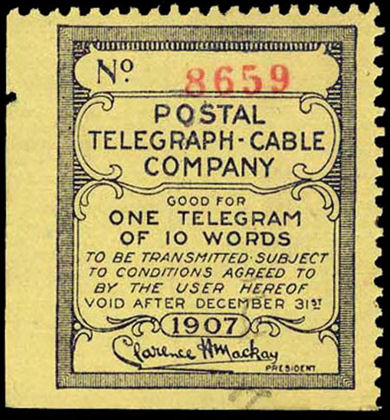 No. 8659
POSTAL
TELEGRAPH-CABLE
COMPANY
GOOD FOR
ONE TELEGRAM
OF 10 WORDS
TO BE TRANSMITTED SUBJECT
TO CONDITIONS AGREED TO
BY THE USER HEREOF
VOID AFTER DECEMBER 31ST
1907
Clarence H Mackay
PRESIDENT